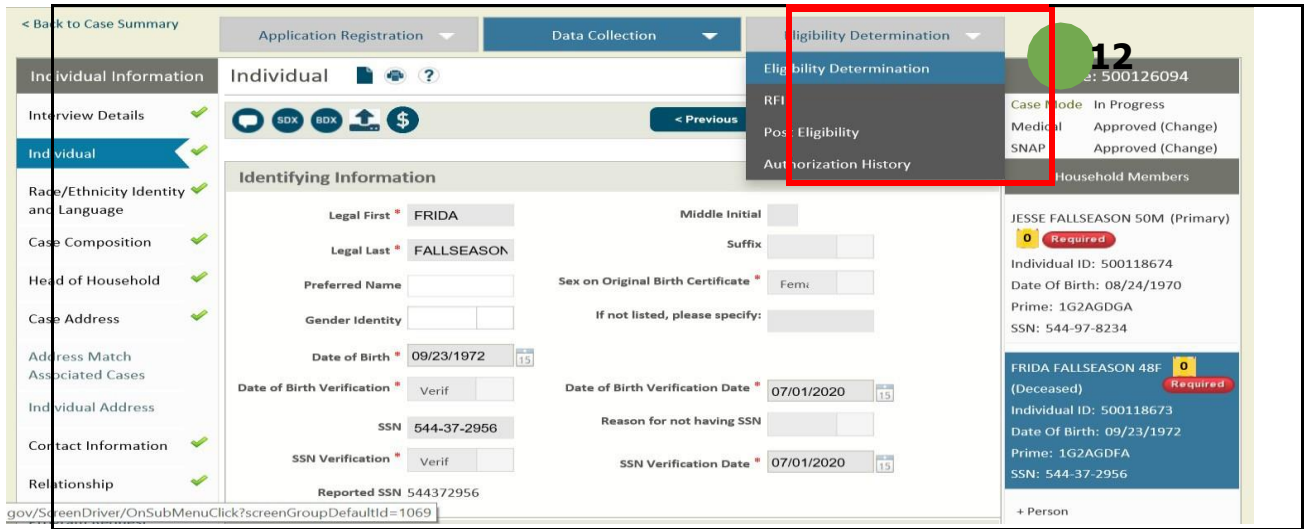 < Back to Case Summary
Application Registration
Data Collection
Eligibility Determination
12
Individual Information
Individual
?
Eligibility Determination
RFI
Post Eligibility
Authorization History
e: 500126094
Interview Details
Individual
Race/Ethnicity Identity
and Language
Case Composition
Head of Household
Case Address
Address Match
Associated Cases
Individual Address
Contact Information
Relationship
SDX BDX $
< Previous
Identifying Information
Legal First * FRIDA
Middle Initial
Legal Last * FALLSEASON
Suffix
Preferred Name
Sex on Original Birth Certificate * Fema
Gender Identity
If not listed, please specify:
Date of Birth * 09/23/1972 15
Date of Birth Verification * Verif
Date of Birth Verification Date * 07/01/2020 15
SSN 544-37-2956
Reason for not having SSN
SSN Verification * Verif
SSN Verification Date * 07/01/2020 15
Reported SSN 544372956
Case Mode In Progress
Medical Approved (Change)
SNAP Approved (Change)
Household Members
JESSE FALLSEASON 50M (Primary)
0 Required
Individual ID: 500118674
Date Of Birth: 08/24/1970
Prime: 1G2AGDGA
SSN: 544-97-8234
FRIDA FALLSEASON 48F 0
(Deceased) Required
Individual ID: 500118673
Date Of Birth: 09/23/1972
Prime: 1G2AGDFA
SSN: 544-37-2956
+ Person
gov/ScreenDriver/OnSubMenuClick?screenGroupDefaultId=1069